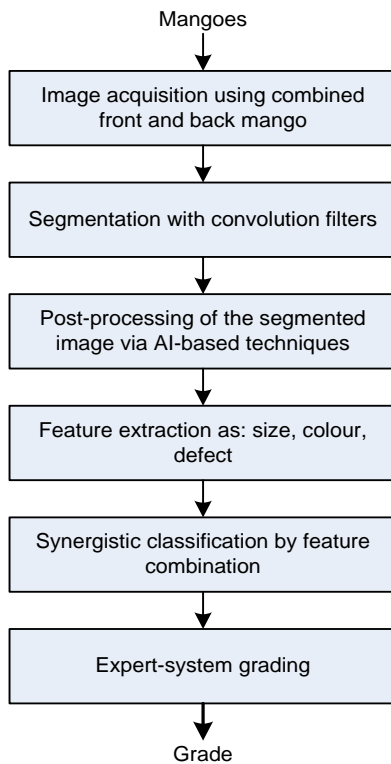 Mangoes
Image acquisition using combined
front and back mango
Segmentation with convolution filters
Post-processing of the segmented
image via AI-based techniques
Feature extraction as: size, colour,
defect
Synergistic classification by feature
combination
Expert-system grading
Grade